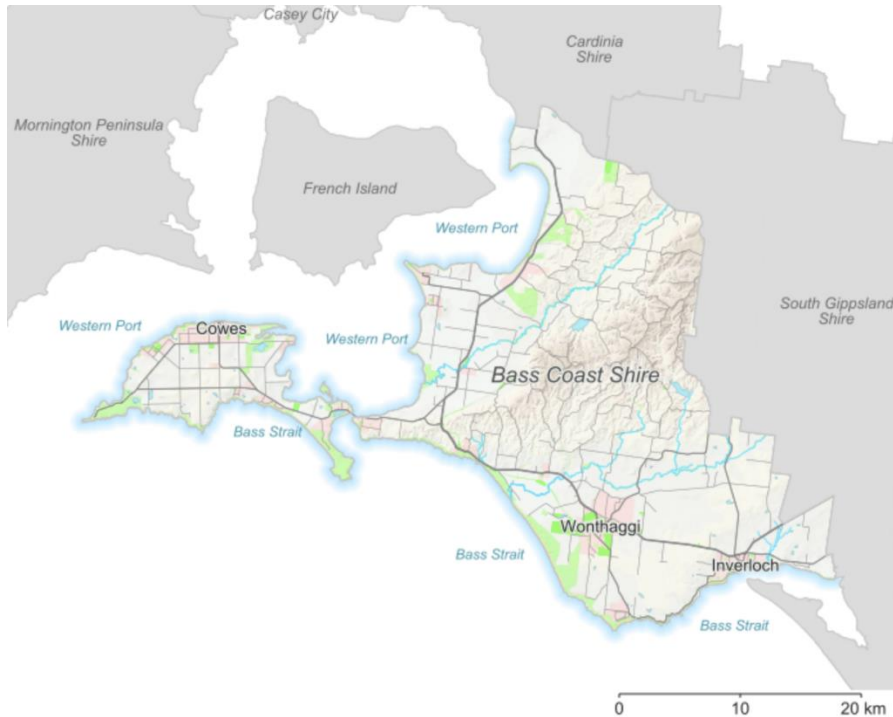 Casey City
Cardinia
Shire
Mornington Peninsula
Shire
French Island
Western Port
South Gippsland
Shire
Western Port
Cowes
Western Port
Bass Coast Shire
Bass Strait
Wonthaggi
Bass Strait
Inverloch
Bass Strait
0 10 20 km